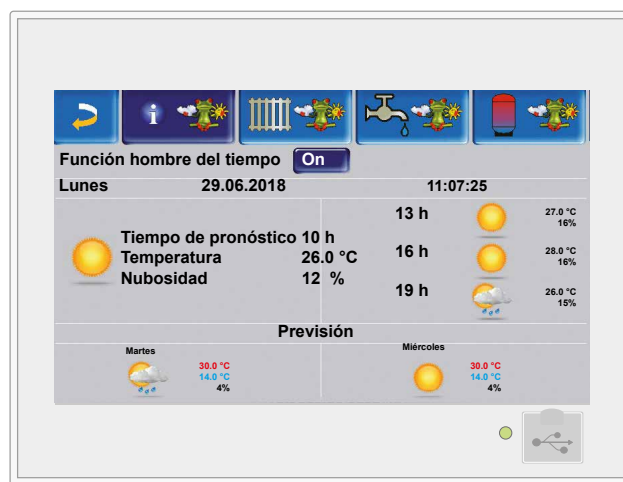 i
Función hombre del tiempo On
Lunes 29.06.2018 11:07:25
Tiempo de pronóstico 10 h
Temperatura 26.0 °C
Nubosidad 12 %
13 h 27.0 °C
16%
16 h 28.0 °C
16%
19 h 26.0 °C
15%
Previsión
Martes
30.0 °C
14.0 °C
4%
Miércoles
30.0 °C
14.0 °C
4%